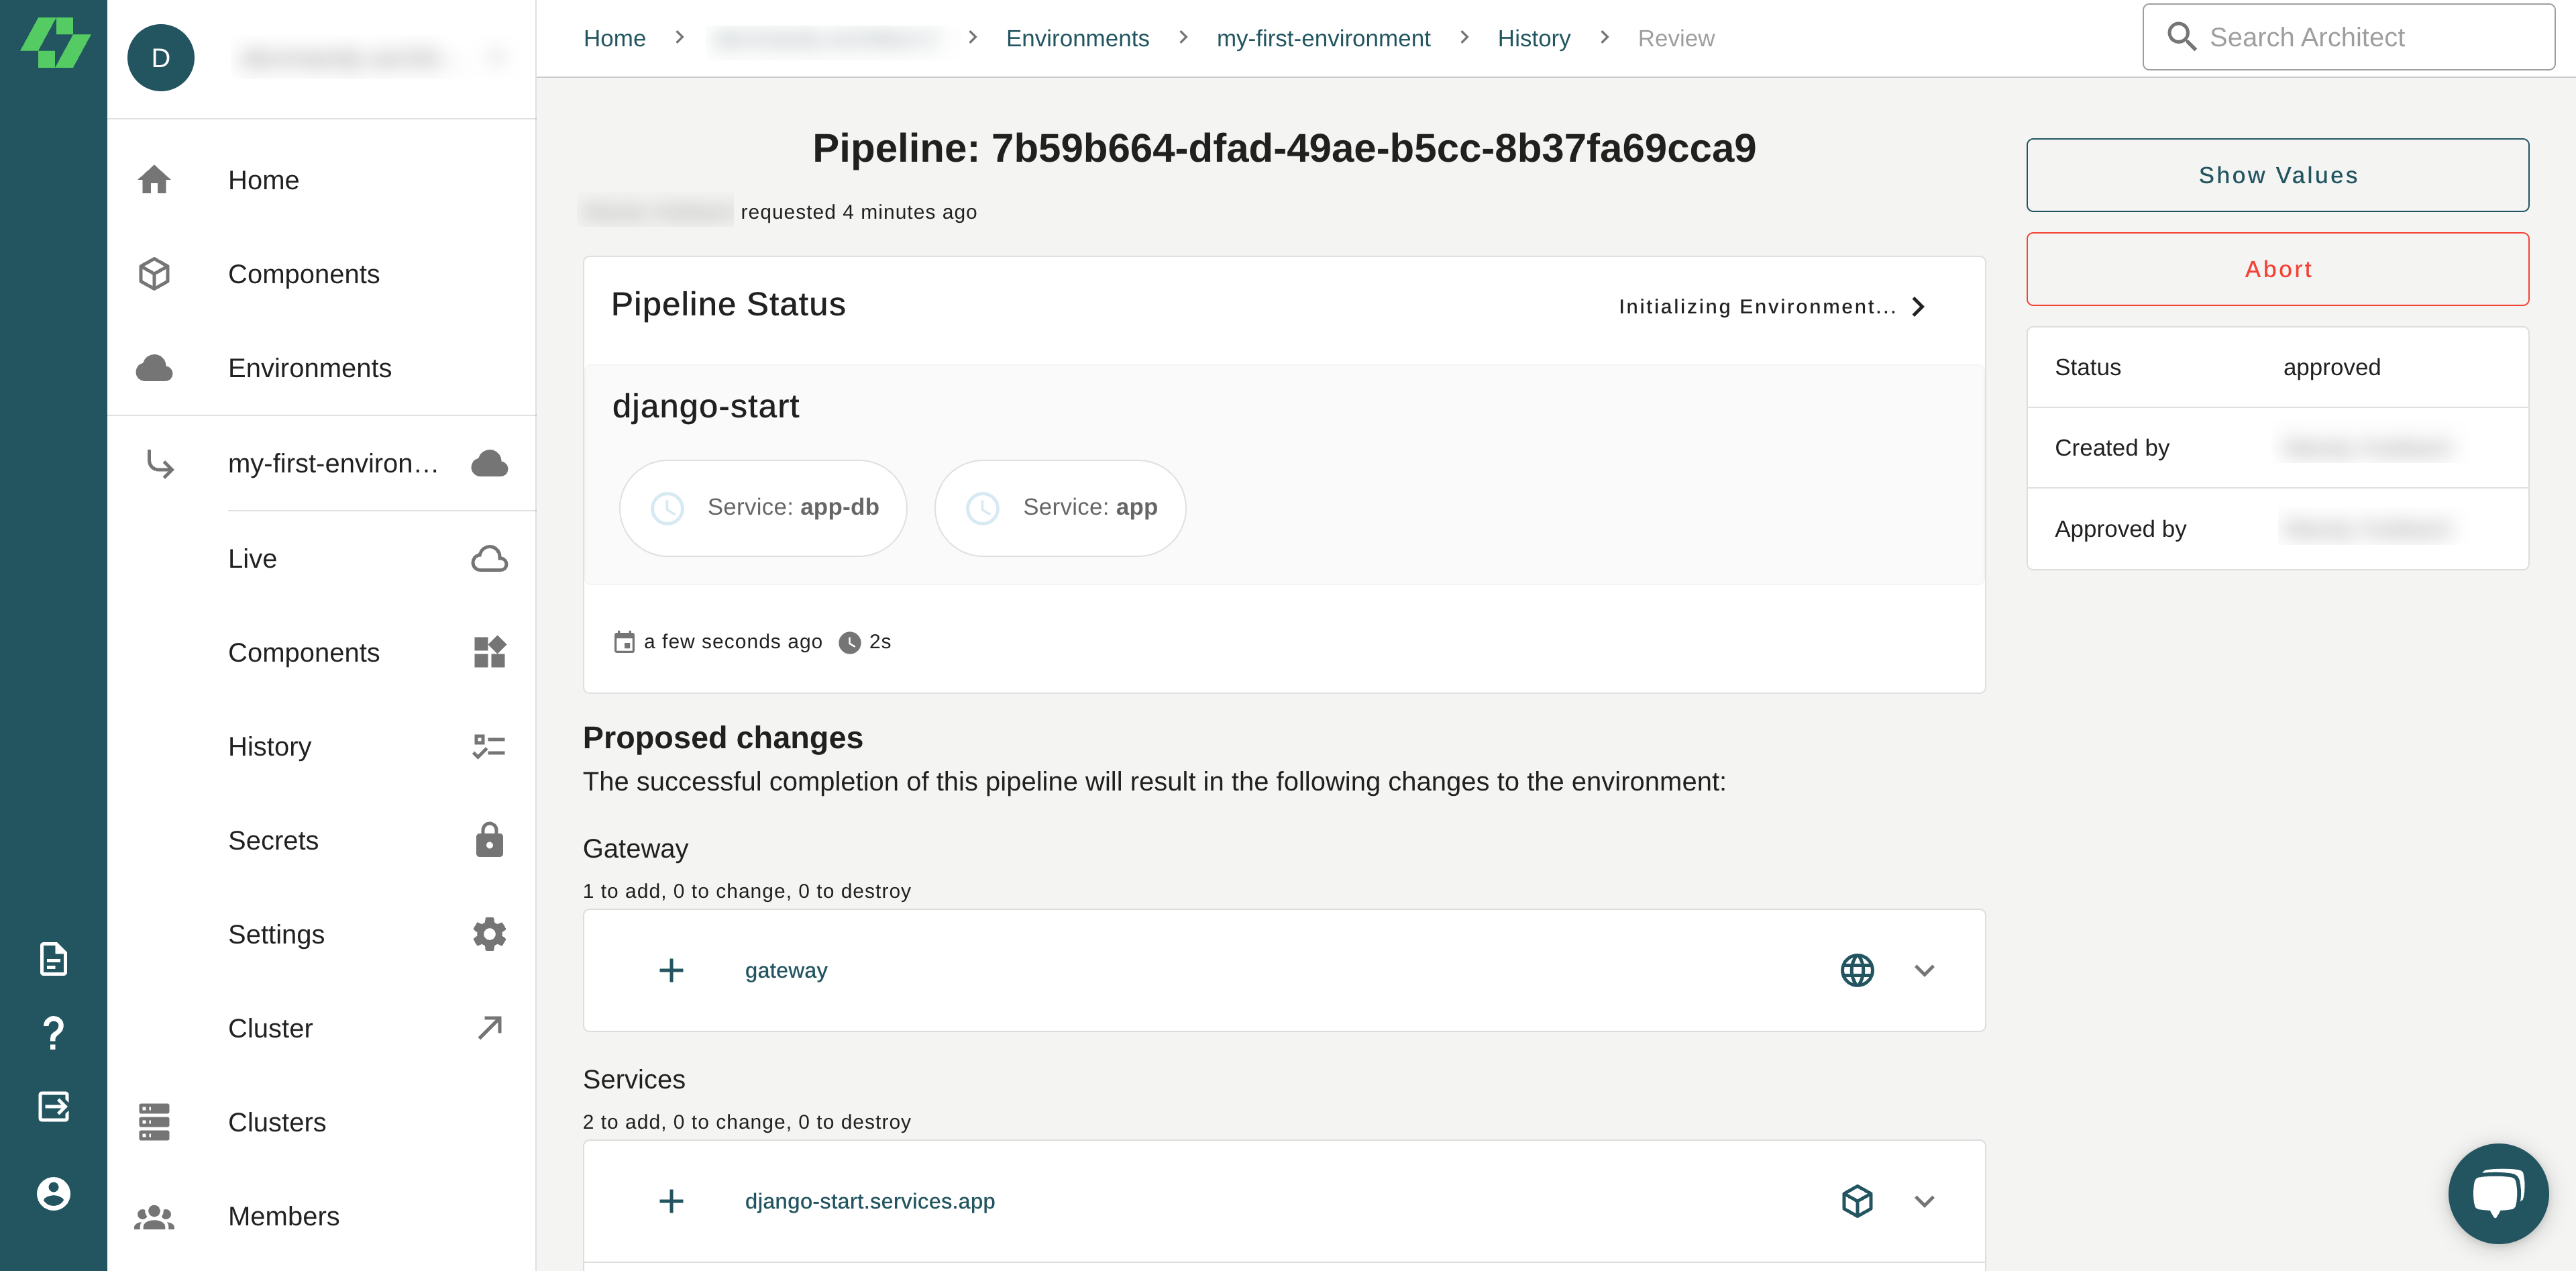 D
Home
Components
Environments
my-first-environ...
Live
Components
History
Secrets
Settings
Cluster
Clusters
Members
Home > > Environments > my-first-environment > History > Review
Search Architect
Pipeline: 7b59b664-dfad-49ae-b5cc-8b37fa69cca9
requested 4 minutes ago
Pipeline Status
Initializing Environment...
django-start
Service: app-db
Service: app
a few seconds ago 2s
Proposed changes
The successful completion of this pipeline will result in the following changes to the environment:
Gateway
1 to add, 0 to change, 0 to destroy
gateway
Services
2 to add, 0 to change, 0 to destroy
django-start.services.app
Show Values
Abort
Status approved
Created by
Approved by